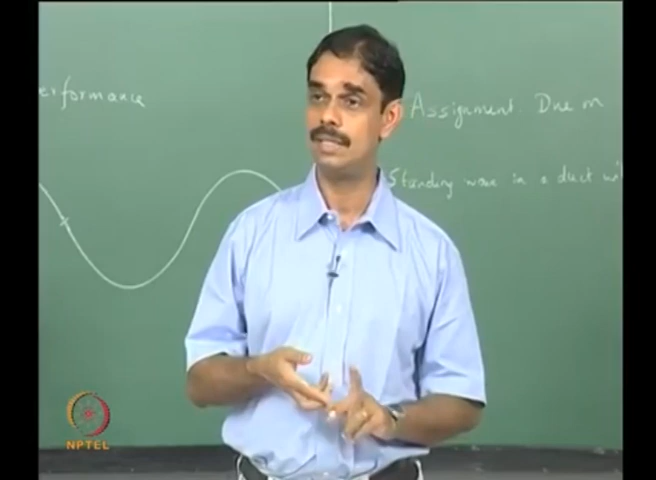 erformance
Assignment. Due on
Standing wave in a duct wi
NPTEL